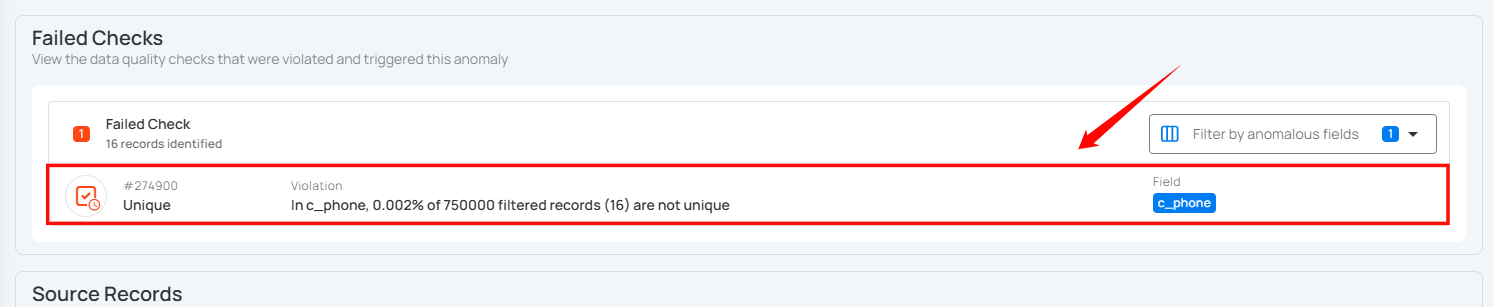 Failed Checks
View the data quality checks that were violated and triggered this anomaly
1
Failed Check
16 records identified
Filter by anomalous fields
1
#274900
Unique
Violation
In c_phone, 0.002% of 750000 filtered records (16) are not unique
Field
c_phone
Source Records